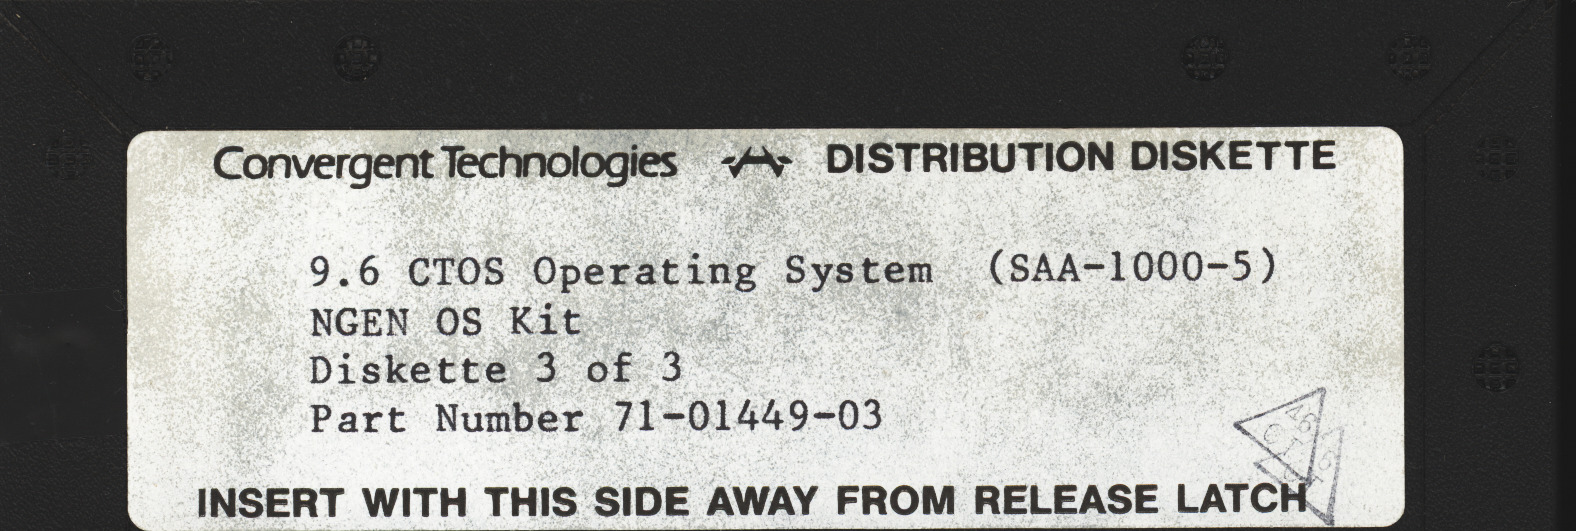 Convergent Technologies DISTRIBUTION DISKETTE
9.6 CTOS Operating System (SAA-1000-5)
NGEN OS Kit
Diskette 3 of 3
Part Number 71-01449-03
INSERT WITH THIS SIDE AWAY FROM RELEASE LATCH